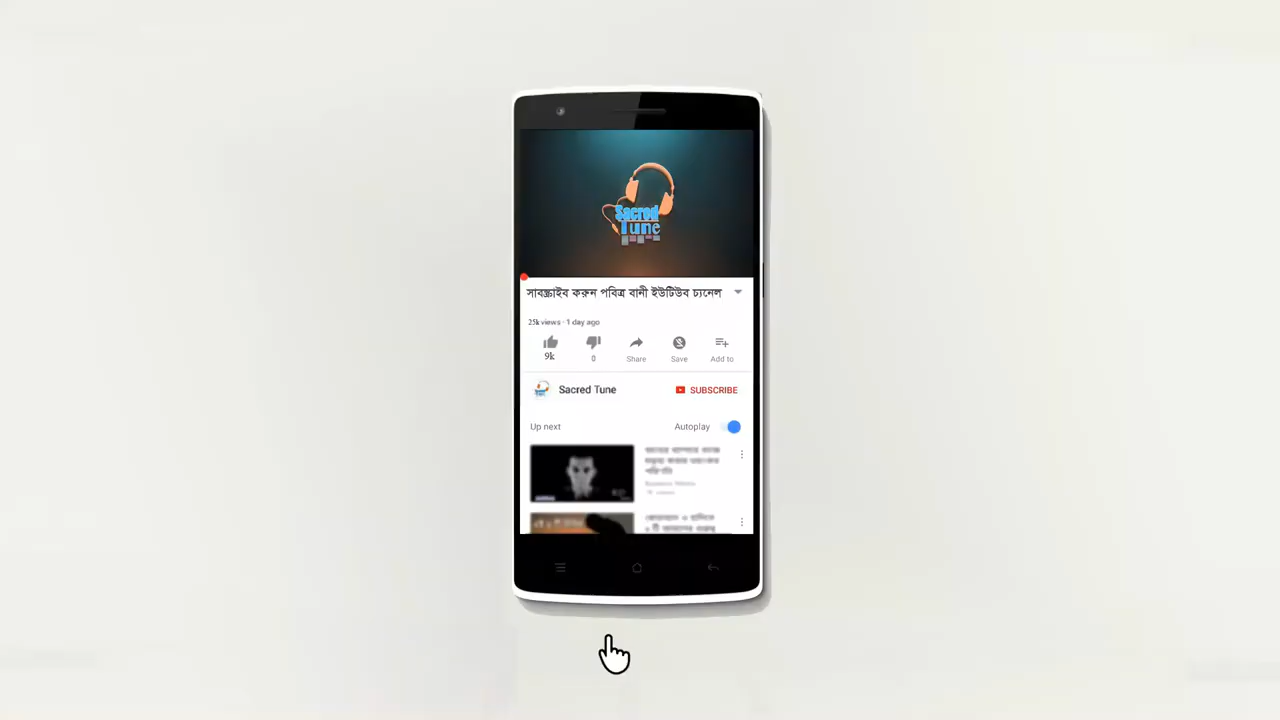 Sacred
Tune
সাবস্ক্রাইব করুন পবিত্র বানী ইউটিউব চ্যনেল
25k views · 1 day ago
9k
0
Share
Save
Add to
Sacred Tune
SUBSCRIBE
Up next
Autoplay